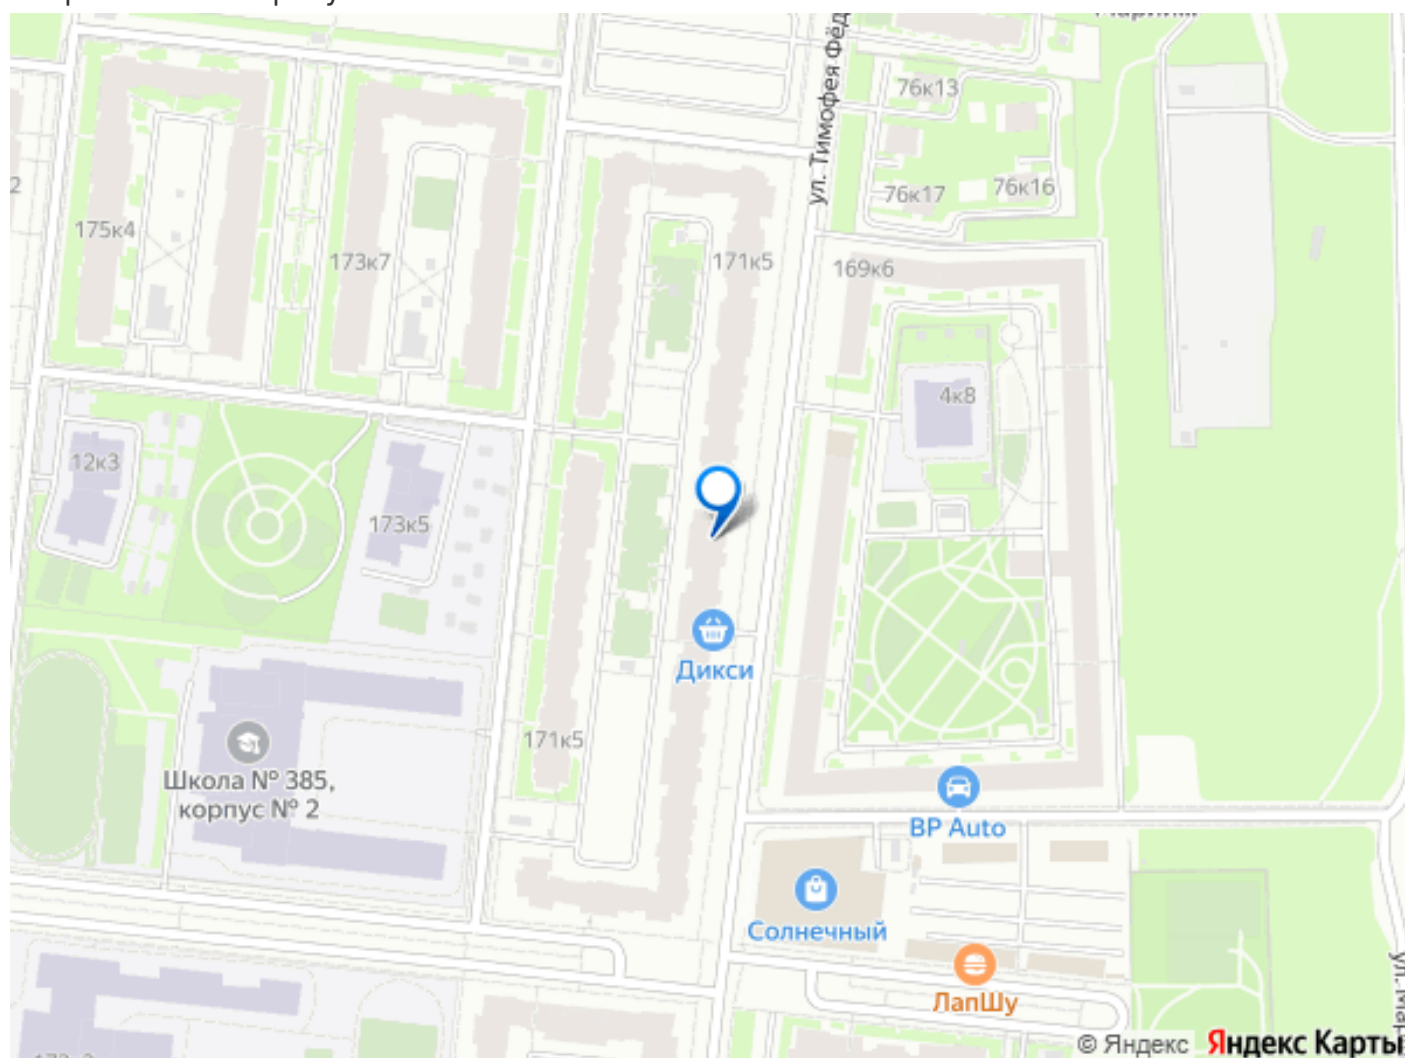 76к13
ул. Тимофея Фёд
76к17
76к16
175к4
173к7
171к5
169к6
4к8
12к3
173к5
Дикси
171к5
Школа № 385,
корпус № 2
BP Auto
Солнечный
ЛапШу
© Яндекс Яндекс Карты